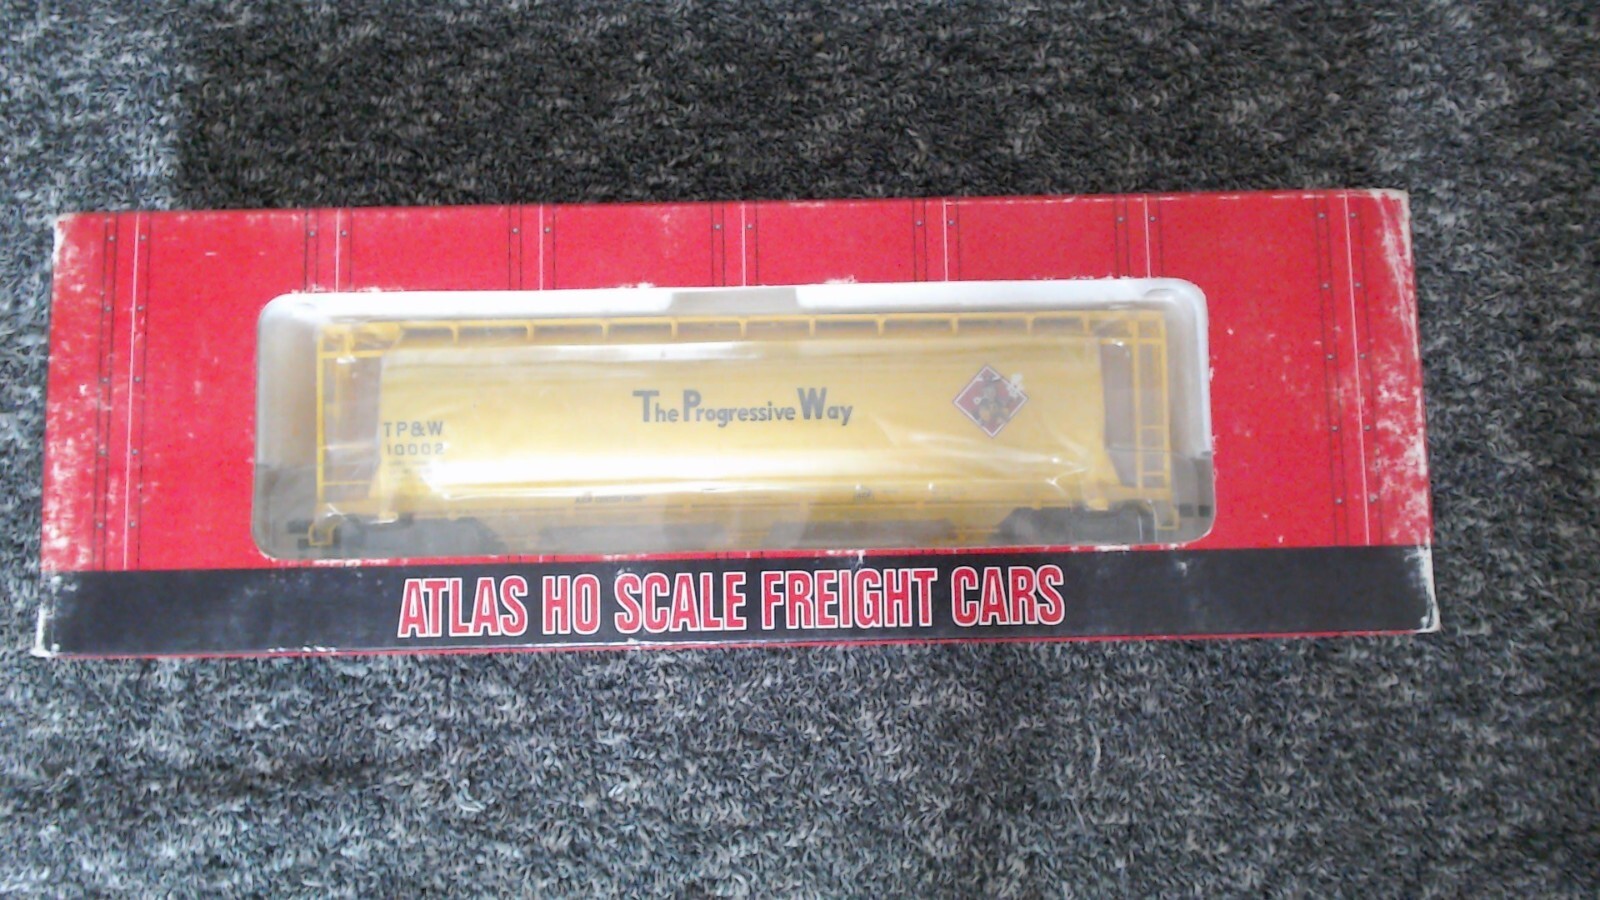 The Progressive Way
TP&W
10002
ATLAS HO SCALE FREIGHT CARS